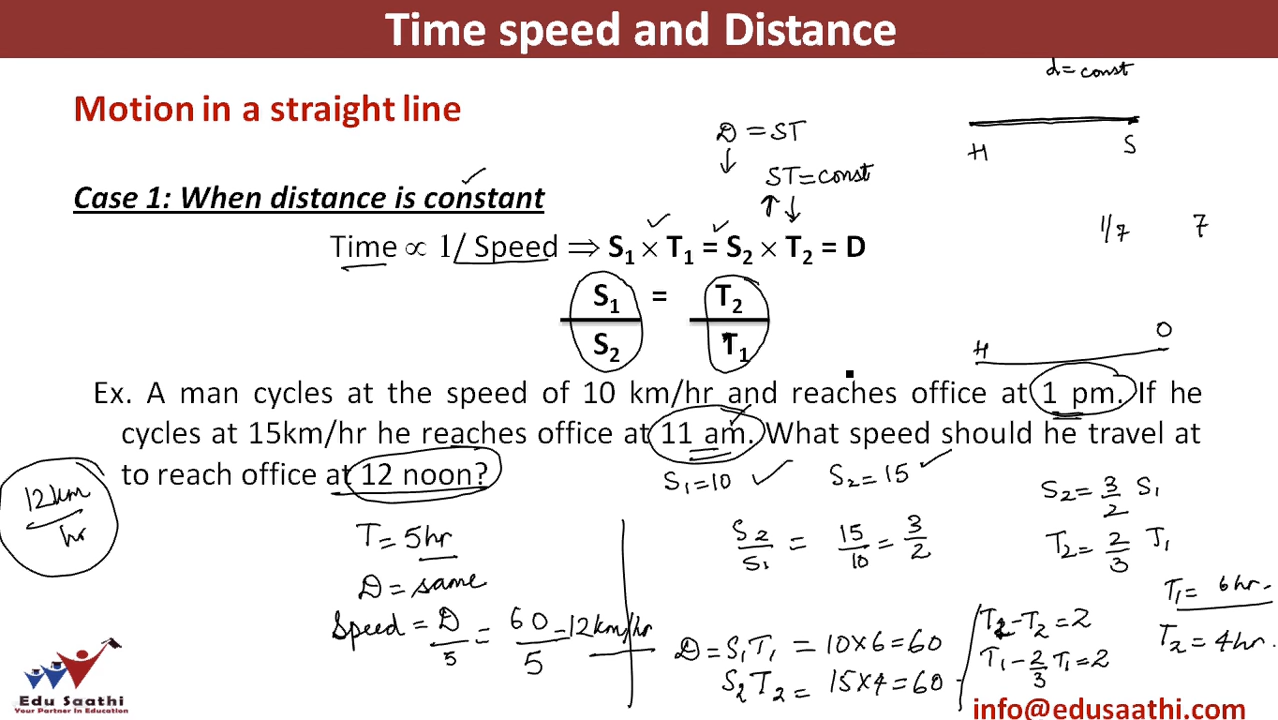 Time speed and Distance
d = const
Motion in a straight line
D = ST
H S
ST = const
Case 1: When distance is constant
1/7 7
Time ∝ 1/ Speed ⇒ S₁ × T₁ = S₂ × T₂ = D
S₁ = T₂
S₂ T₁
H O
Ex. A man cycles at the speed of 10 km/hr and reaches office at 1 pm. If he
cycles at 15km/hr he reaches office at 11 am. What speed should he travel at
to reach office at 12 noon?
S₁=10 S₂=15
12km/hr
T= 5hr
D = same
Speed = D/5 = 60/5 = 12km/hr
S₂/S₁ = 15/10 = 3/2
S₂ = 3/2 S₁
T₂ = 2/3 T₁
T₁ = 6hr.
T₂ = 4hr.
D = S₁T₁ = 10×6 = 60
S₂T₂ = 15×4 = 60
T₁-T₂ = 2
T₁ - 2/3 T₁ = 2
Edu Saathi
Your Partner In Education
info@edusaathi.com